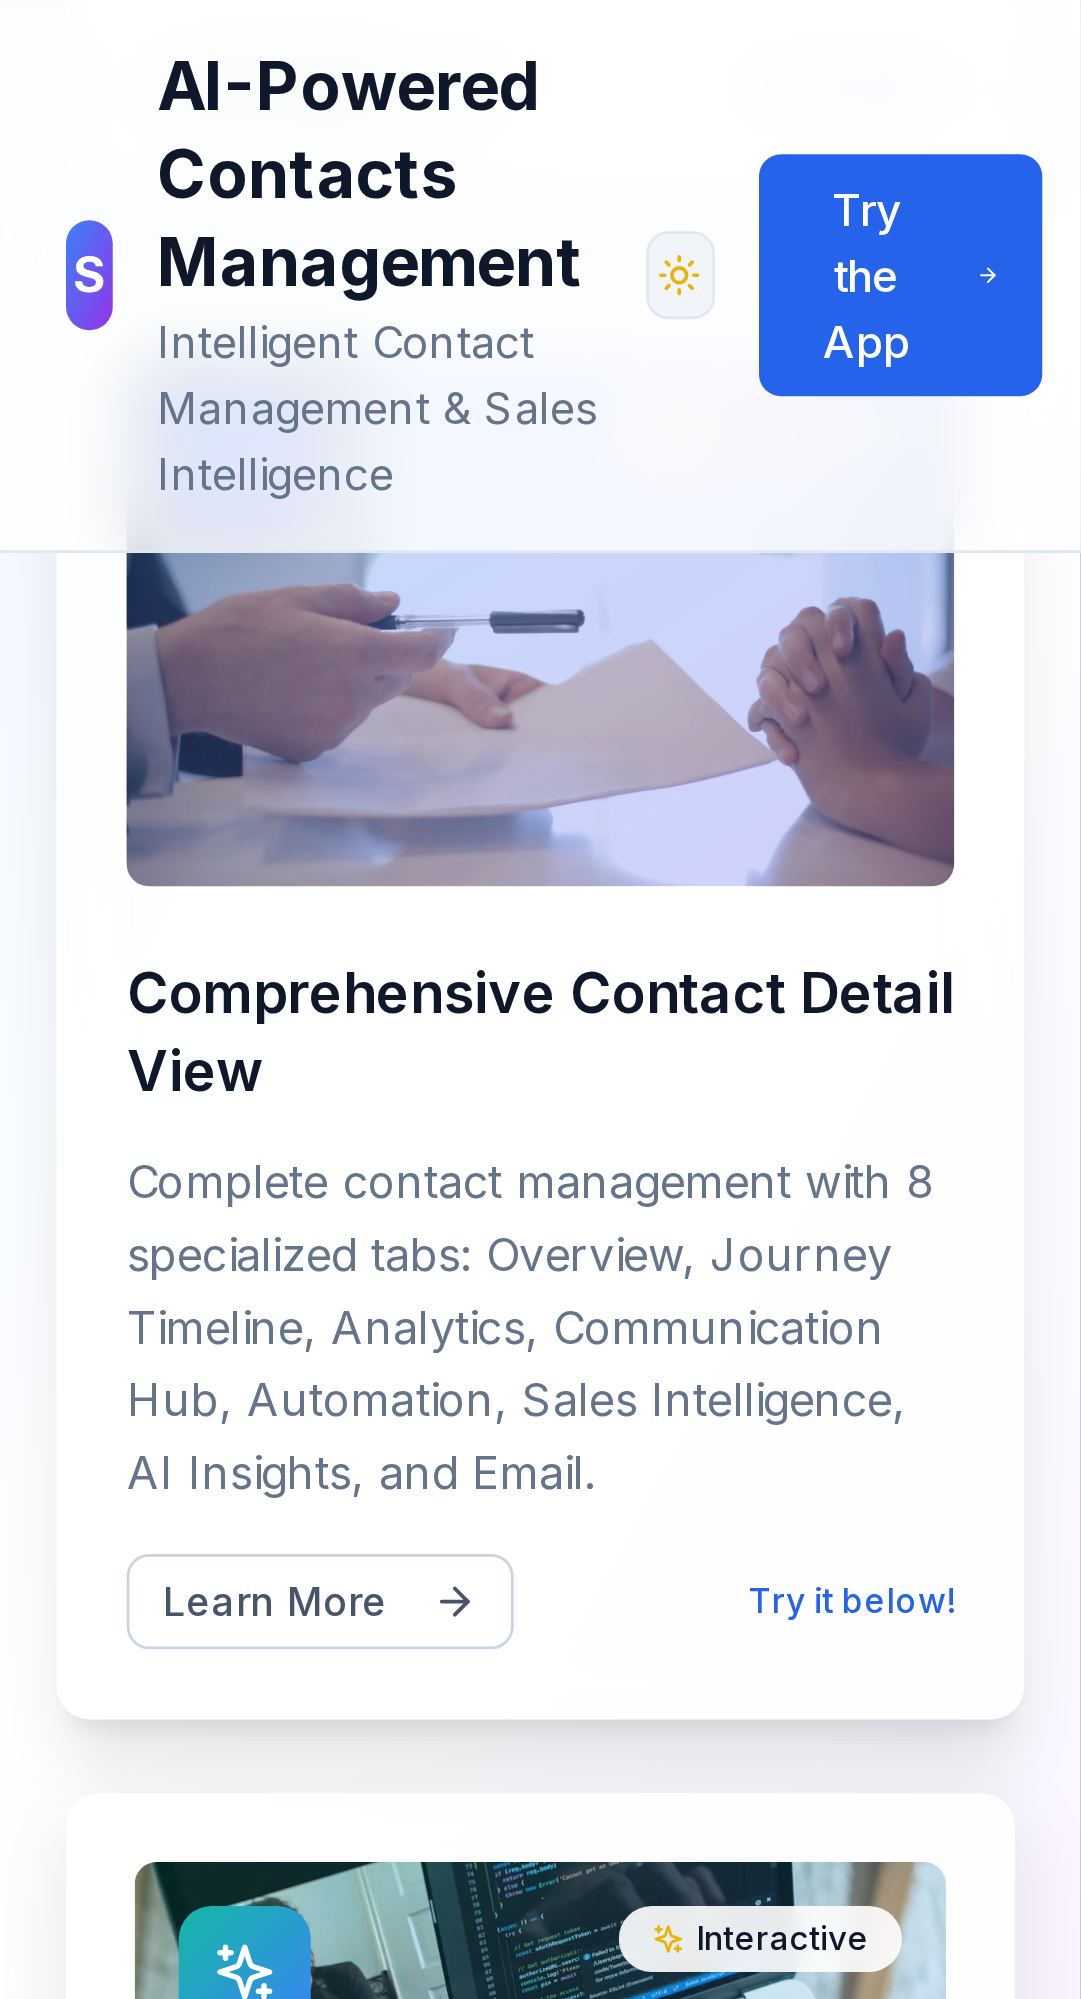 S
AI-Powered
Contacts
Management
Intelligent Contact
Management & Sales
Intelligence
Try
the
App
Comprehensive Contact Detail
View
Complete contact management with 8
specialized tabs: Overview, Journey
Timeline, Analytics, Communication
Hub, Automation, Sales Intelligence,
AI Insights, and Email.
Learn More
Try it below!
Interactive